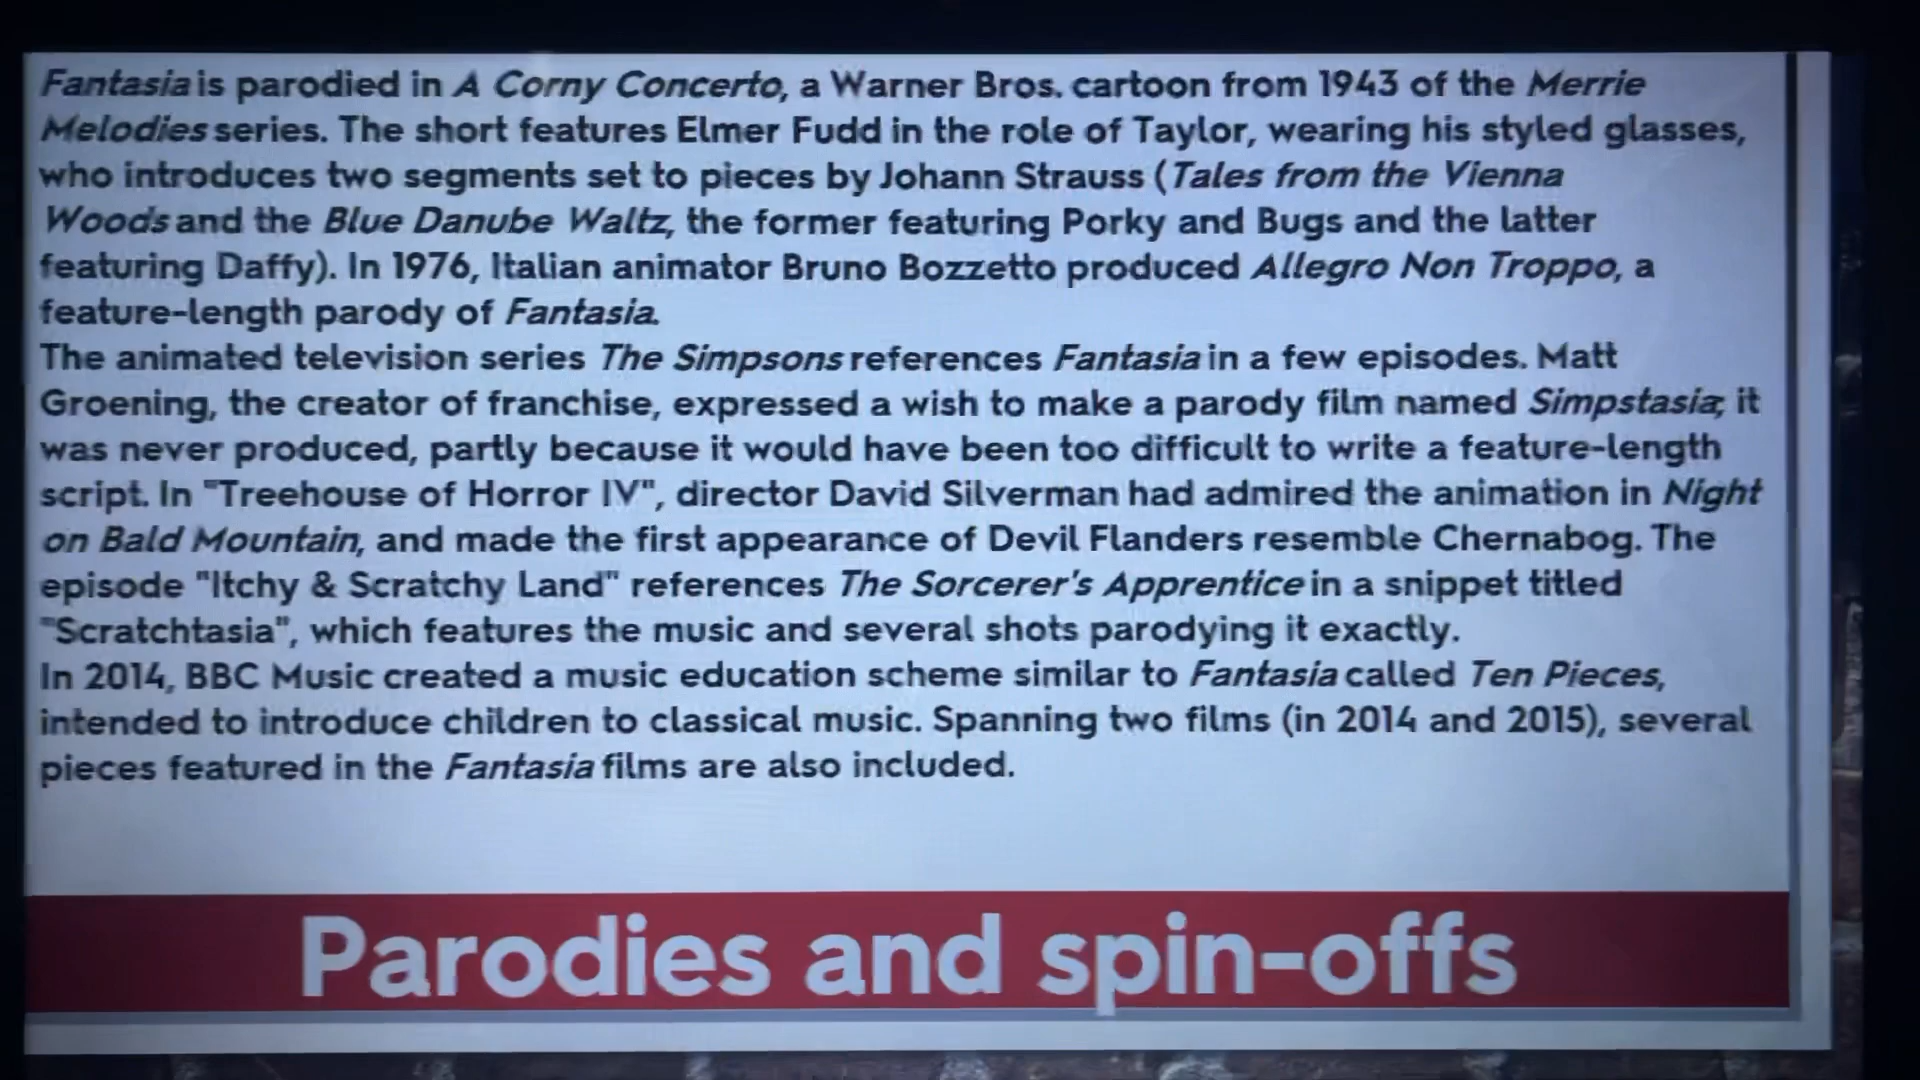 Fantasia is parodied in A Corny Concerto, a Warner Bros. cartoon from 1943 of the Merrie
Melodies series. The short features Elmer Fudd in the role of Taylor, wearing his styled glasses,
who introduces two segments set to pieces by Johann Strauss (Tales from the Vienna
Woods and the Blue Danube Waltz, the former featuring Porky and Bugs and the latter
featuring Daffy). In 1976, Italian animator Bruno Bozzetto produced Allegro Non Troppo, a
feature-length parody of Fantasia.
The animated television series The Simpsons references Fantasia in a few episodes. Matt
Groening, the creator of franchise, expressed a wish to make a parody film named Simpstasia; it
was never produced, partly because it would have been too difficult to write a feature-length
script. In "Treehouse of Horror IV", director David Silverman had admired the animation in Night
on Bald Mountain, and made the first appearance of Devil Flanders resemble Chernabog. The
episode "Itchy & Scratchy Land" references The Sorcerer's Apprentice in a snippet titled
"Scratchtasia", which features the music and several shots parodying it exactly.
In 2014, BBC Music created a music education scheme similar to Fantasia called Ten Pieces,
intended to introduce children to classical music. Spanning two films (in 2014 and 2015), several
pieces featured in the Fantasia films are also included.
Parodies and spin-offs